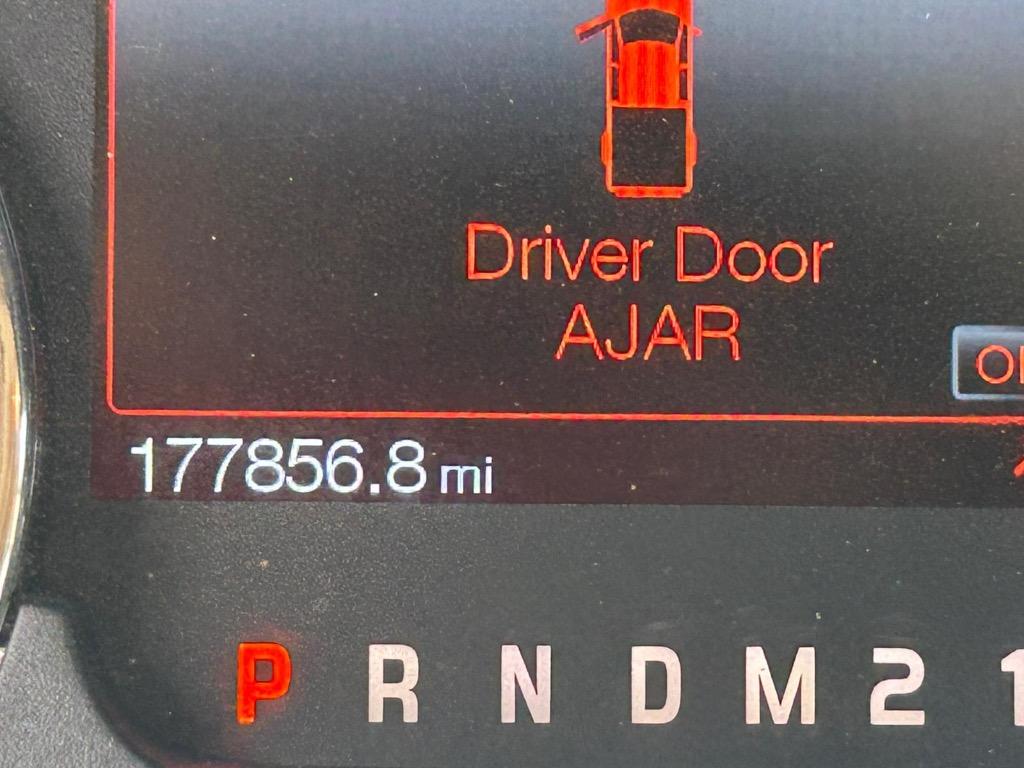 Driver Door
AJAR
177856.8 mi
P R N D M 2 1